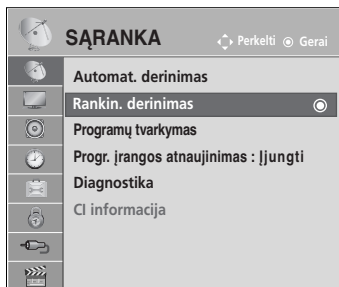 SĄRANKA Perkelti Gerai
Automat. derinimas
Rankin. derinimas
Programų tvarkymas
Progr. įrangos atnaujinimas : Įjungti
Diagnostika
CI informacija